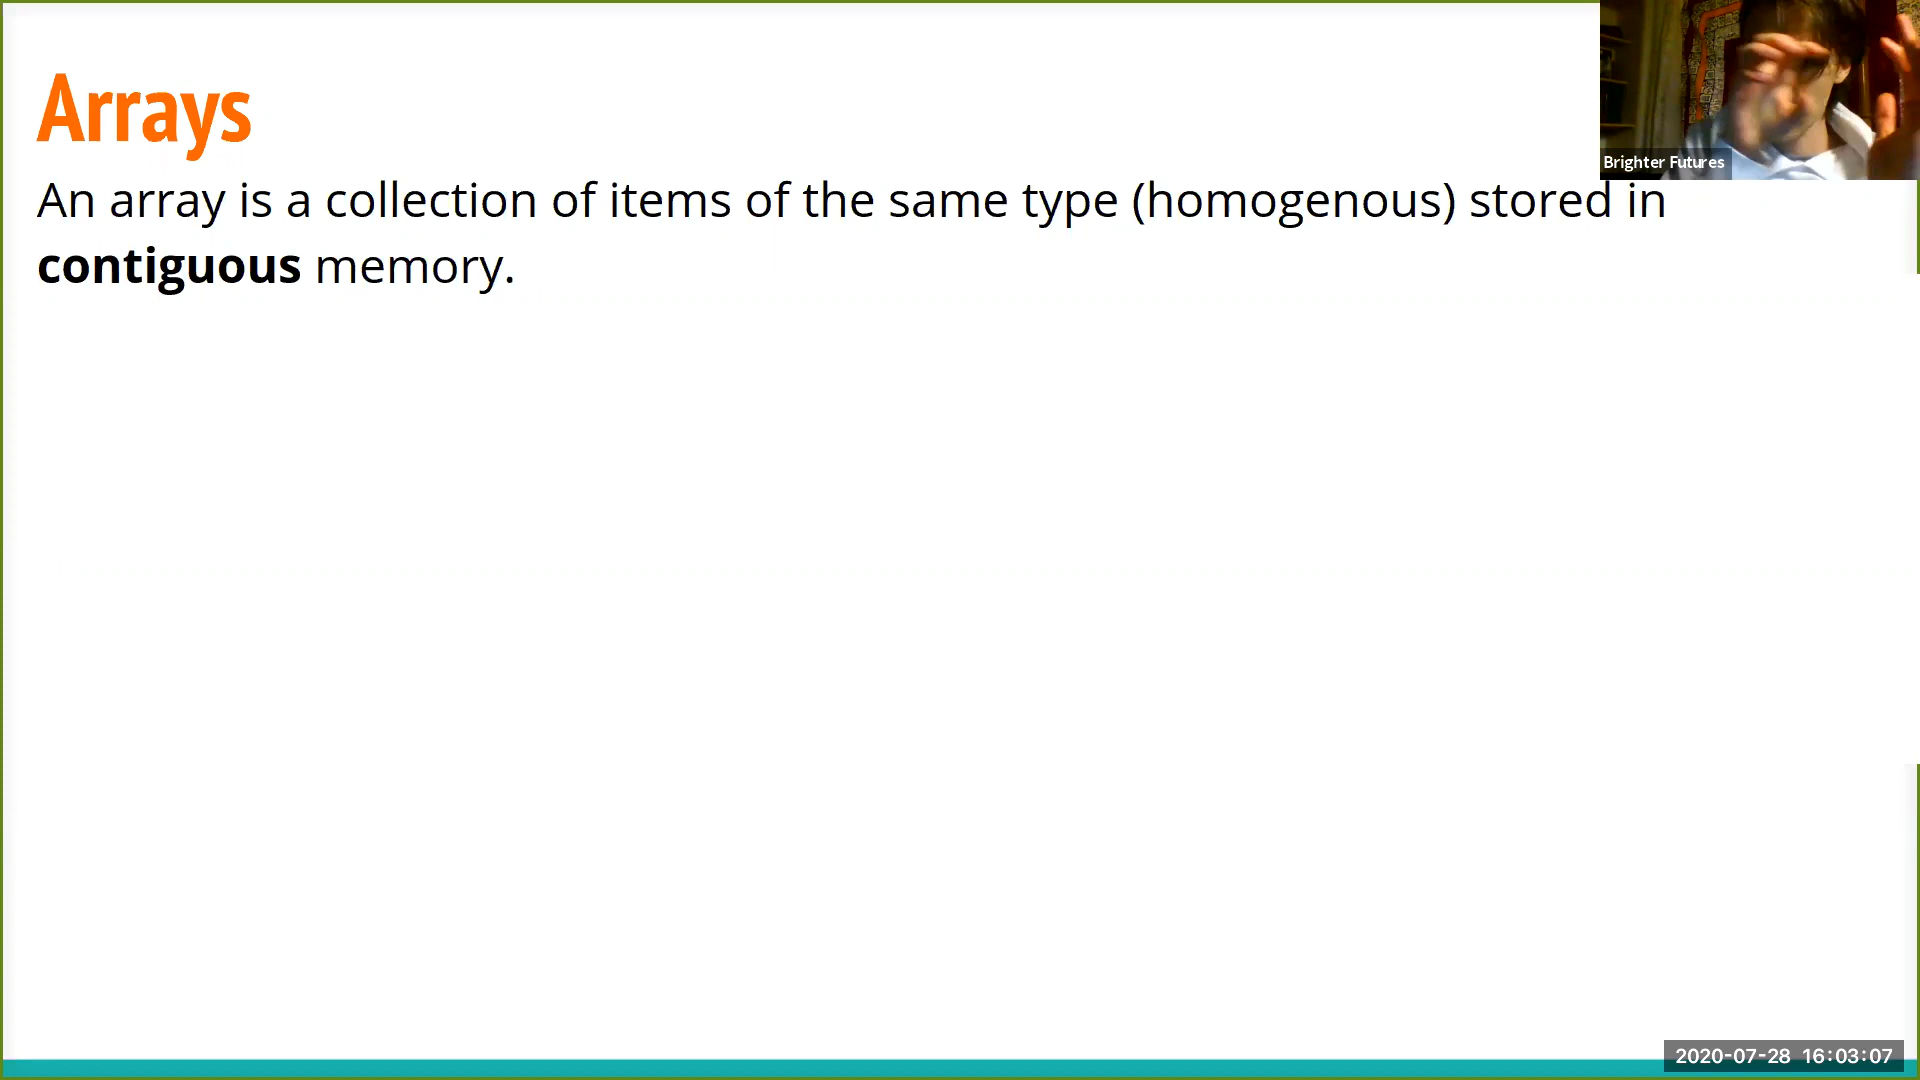 Arrays
Brighter Futures
An array is a collection of items of the same type (homogenous) stored in
contiguous memory.
2020-07-28 16:03:07